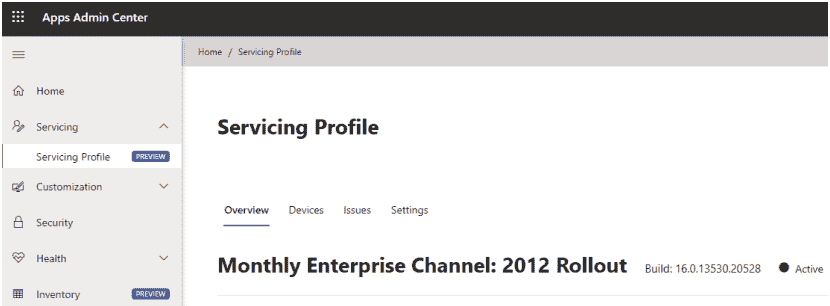 Apps Admin Center
Home / Servicing Profile
Home
Servicing
Servicing Profile PREVIEW
Customization
Security
Health
Inventory PREVIEW
Servicing Profile
Overview Devices Issues Settings
Monthly Enterprise Channel: 2012 Rollout Build: 16.0.13530.20528 Active